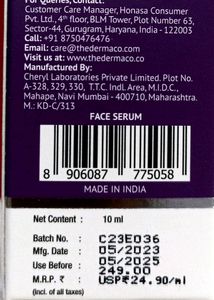 For Queries, Contact:
Customer Care Manager, Honasa Consumer
Pvt. Ltd., 4th floor, BLM Tower, Plot Number 63,
Sector-44, Gurugram, Haryana, India - 122003
Call: +91 8750476476
Email: care@thedermaco.com
Visit us at www.thedermaco.com
Manufactured By:
Cheryl Laboratories Private Limited. Plot No.
A-328, 329, 330, T.T.C. Indl. Area, M.I.D.C.,
Mahape, Navi Mumbai - 400710, Maharashtra.
M.: KD-C/313
FACE SERUM
8 906087 775058
MADE IN INDIA
Net Content : 10 ml
Batch No. : C23E036
Mfg. Date : 05/2023
Use Before : 05/2025
M.R.P. ₹ : 249.00
(incl. of all taxes) USP₹24.90/ml